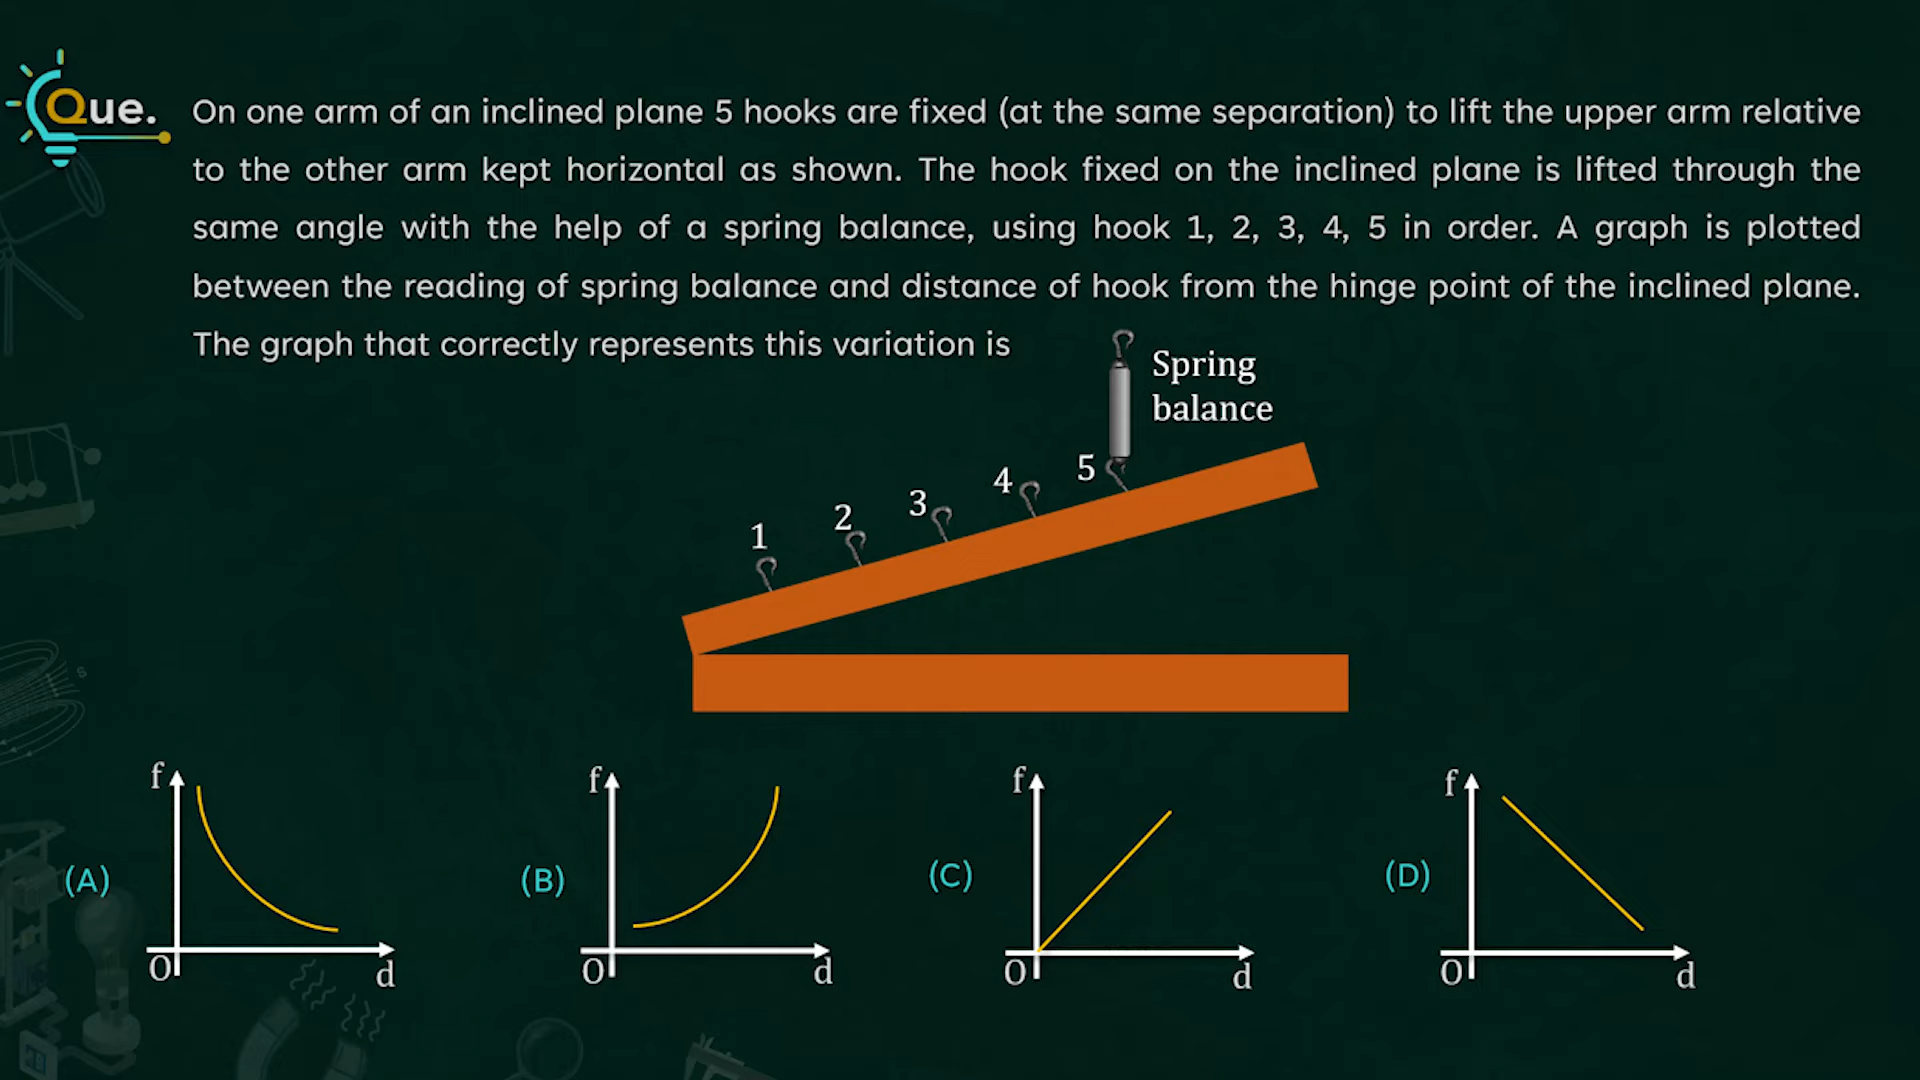 Que.
On one arm of an inclined plane 5 hooks are fixed (at the same separation) to lift the upper arm relative
to the other arm kept horizontal as shown. The hook fixed on the inclined plane is lifted through the
same angle with the help of a spring balance, using hook 1, 2, 3, 4, 5 in order. A graph is plotted
between the reading of spring balance and distance of hook from the hinge point of the inclined plane.
The graph that correctly represents this variation is
Spring
balance
1
2
3
4
5
(A)
f
O
d
(B)
f
O
d
(C)
f
O
d
(D)
f
O
d